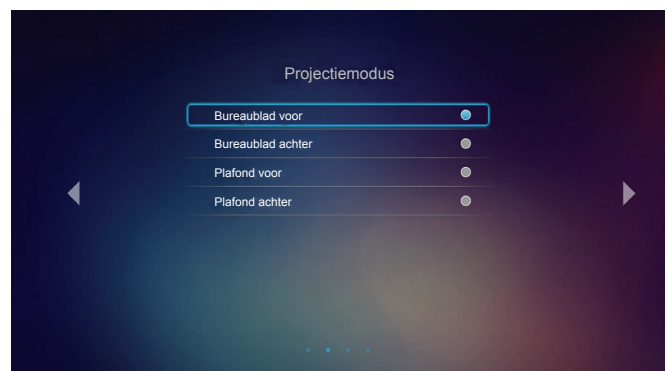 Projectiemodus
Bureaublad voor
Bureaublad achter
Plafond voor
Plafond achter